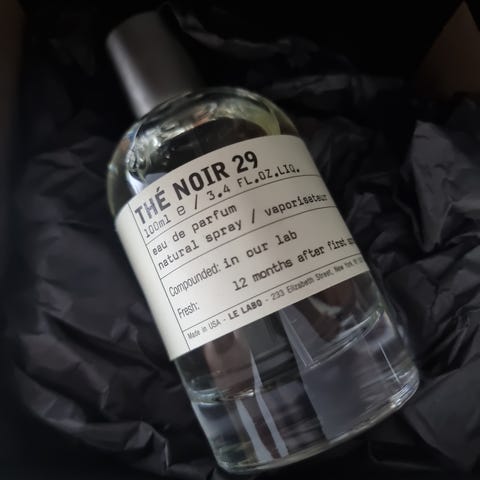 THÉ NOIR 29
100ml e / 3.4 FL.OZ.LIQ.
eau de parfum
natural spray / vaporisateur
Compounded: in our lab
Fresh: 12 months after first
Made in USA - LE LABO - 233 Elizabeth Street, New York